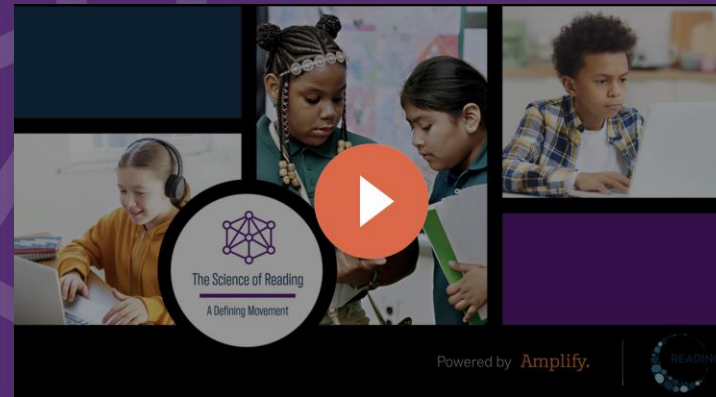 The Science of Reading
A Defining Movement
Powered by Amplify.